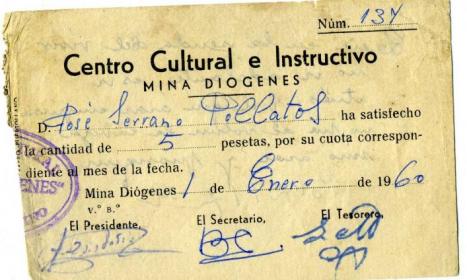 Núm. 137
Centro Cultural e Instructivo
MINA DIOGENES
D. José Serrano ha satisfecho
la cantidad de 5 pesetas, por su cuota correspon-
diente al mes de la fecha.
Mina Diógenes 1 de Enero de 1960
V.º B.º
El Presidente, El Secretario, El Tesorero,